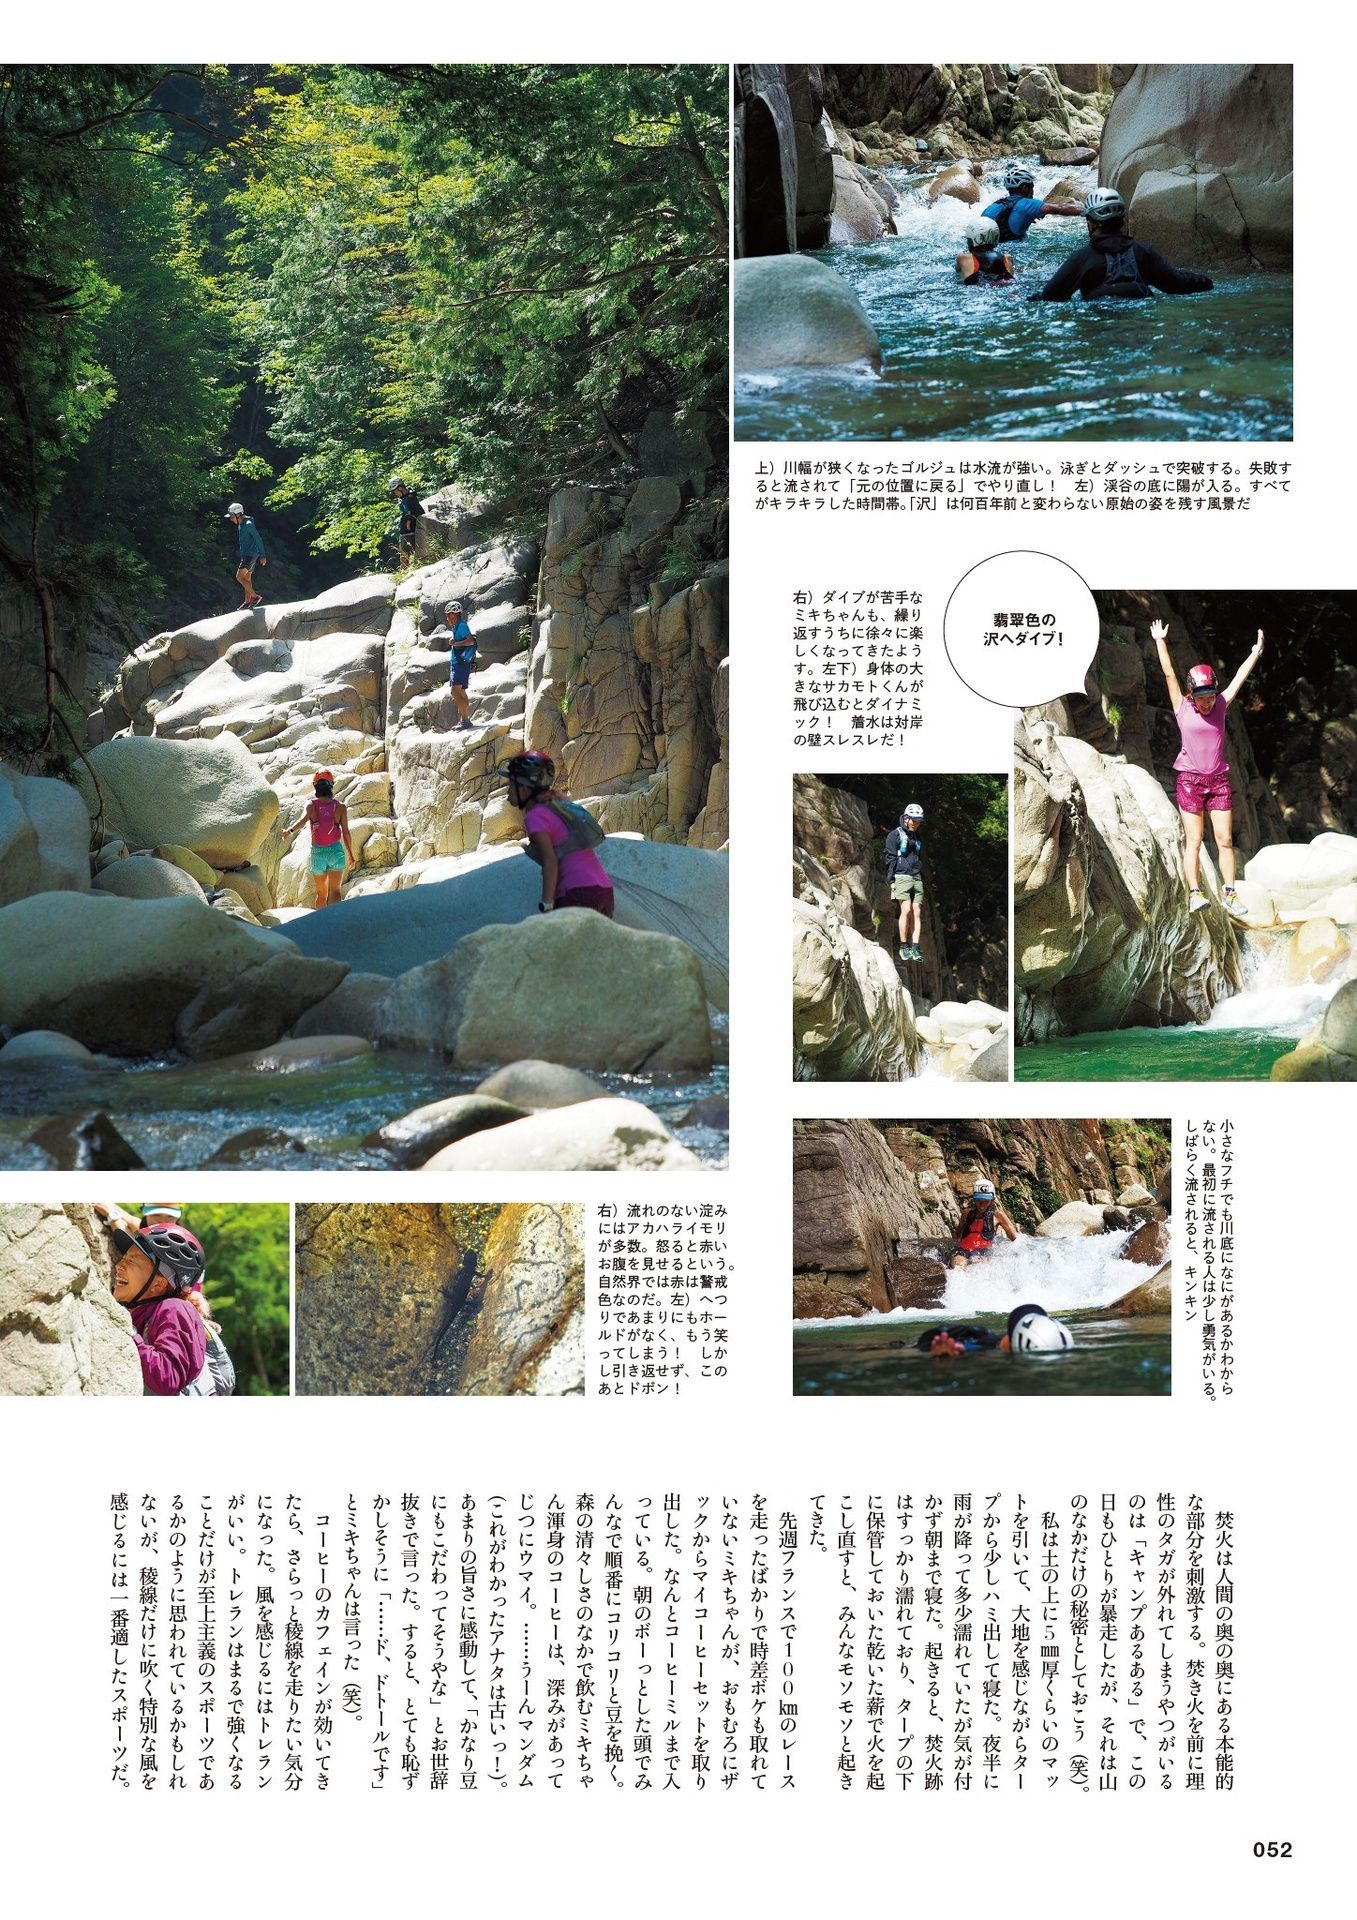 上）川幅が狭くなったゴルジュは水流が強い。泳ぎとダッシュで突破する。失敗す
ると流されて「元の位置に戻る」でやり直し！　左）渓谷の底に陽が入る。すべて
がキラキラした時間帯。「沢」は何百年前と変わらない原始の姿を残す風景だ
翡翠色の
沢へダイブ！
右）ダイブが苦手な
ミキちゃんも、繰り
返すうちに徐々に楽
しくなってきたよう
す。左下）身体の大
きなサカモトくんが
飛び込むとダイナミ
ック！　着水は対岸
の壁スレスレだ！
小さなフチでも川底になにがあるかわから
ない。最初に流される人は少し勇気がいる。
しばらく流されると、キンキン
右）流れのない淀み
にはアカハライモリ
が多数。怒ると赤い
お腹を見せるという。
自然界では赤は警戒
色なのだ。左）へつ
りであまりにもホー
ルドがなく、もう笑
ってしまう！　しか
し引き返せず、この
あとドボン！
焚火は人間の奥の奥にある本能的
な部分を刺激する。焚き火を前に理
性のタガが外れてしまうやつがいる
のは「キャンプあるある」で、この
日もひとりが暴走したが、それは山
のなかだけの秘密としておこう（笑）。
私は土の上に5㎜厚くらいのマッ
トを引いて、大地を感じながらター
プから少しハミ出して寝た。夜半に
雨が降って多少濡れていたが気が付
かず朝まで寝た。起きると、焚火跡
はすっかり濡れており、タープの下
に保管しておいた乾いた薪で火を起
こし直すと、みんなモソモソと起き
てきた。
先週フランスで100㎞のレース
を走ったばかりで時差ボケも取れて
いないミキちゃんが、おもむろにザ
ックからマイコーヒーセットを取り
出した。なんとコーヒーミルまで入
っている。朝のボーっとした頭でみ
んなで順番にコリコリと豆を挽く。
森の清々しさのなかで飲むミキちゃ
ん渾身のコーヒーは、深みがあって
じつにウマイ。……うーんマンダム
（これがわかったアナタは古いっ！）。
あまりの旨さに感動して、「かなり豆
にもこだわってそうやな」とお世辞
抜きで言った。すると、とても恥ず
かしそうに「……ド、ドトールです」
とミキちゃんは言った（笑）。
コーヒーのカフェインが効いてき
たら、さらっと稜線を走りたい気分
になった。風を感じるにはトレラン
がいい。トレランはまるで強くなる
ことだけが至上主義のスポーツであ
るかのように思われているかもしれ
ないが、稜線だけに吹く特別な風を
感じるには一番適したスポーツだ。
052